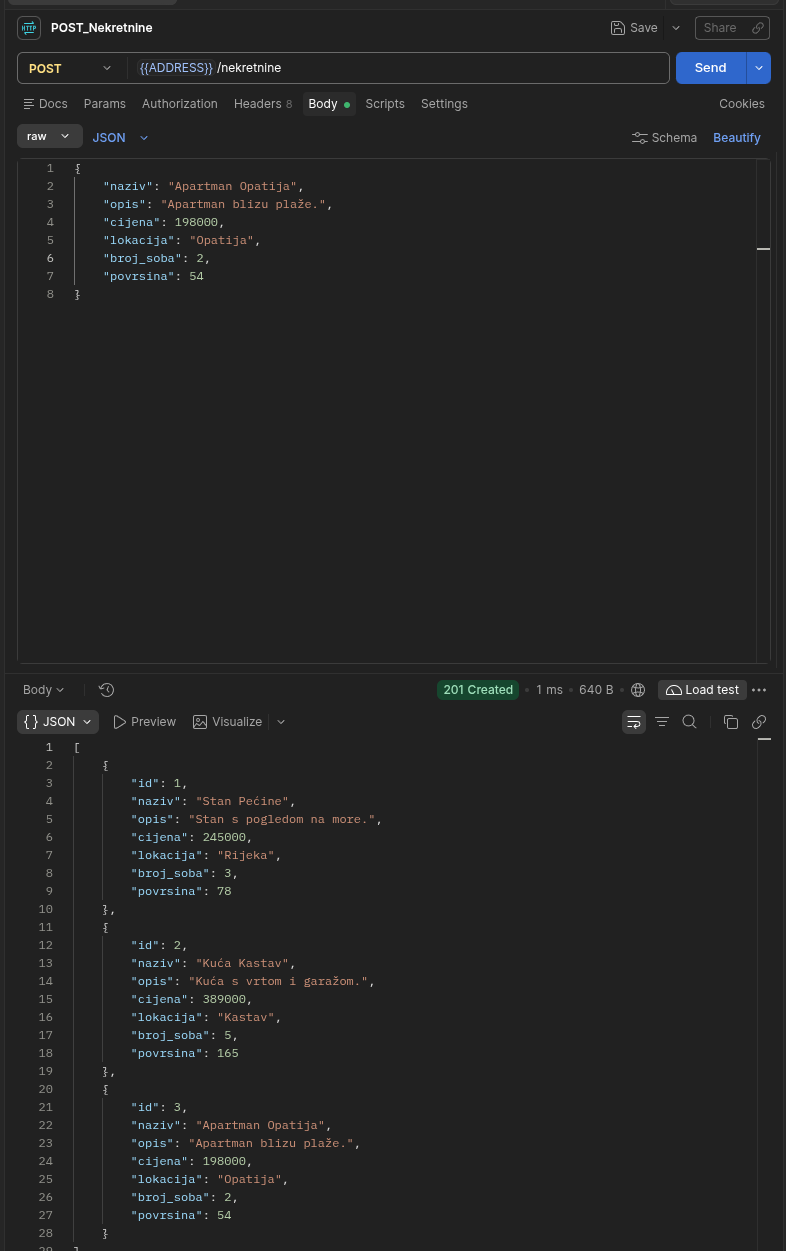 HTTP POST_Nekretnine Save Share
POST {{ADDRESS}} /nekretnine Send
Docs Params Authorization Headers 8 Body Scripts Settings Cookies
raw JSON Schema Beautify
1 {
2 "naziv": "Apartman Opatija",
3 "opis": "Apartman blizu plaže.",
4 "cijena": 198000,
5 "lokacija": "Opatija",
6 "broj_soba": 2,
7 "povrsina": 54
8 }
Body 201 Created • 1 ms • 640 B • Load test
{ } JSON Preview Visualize
1 [
2 {
3 "id": 1,
4 "naziv": "Stan Pećine",
5 "opis": "Stan s pogledom na more.",
6 "cijena": 245000,
7 "lokacija": "Rijeka",
8 "broj_soba": 3,
9 "povrsina": 78
10 },
11 {
12 "id": 2,
13 "naziv": "Kuća Kastav",
14 "opis": "Kuća s vrtom i garažom.",
15 "cijena": 389000,
16 "lokacija": "Kastav",
17 "broj_soba": 5,
18 "povrsina": 165
19 },
20 {
21 "id": 3,
22 "naziv": "Apartman Opatija",
23 "opis": "Apartman blizu plaže.",
24 "cijena": 198000,
25 "lokacija": "Opatija",
26 "broj_soba": 2,
27 "povrsina": 54
28 }
29 ]